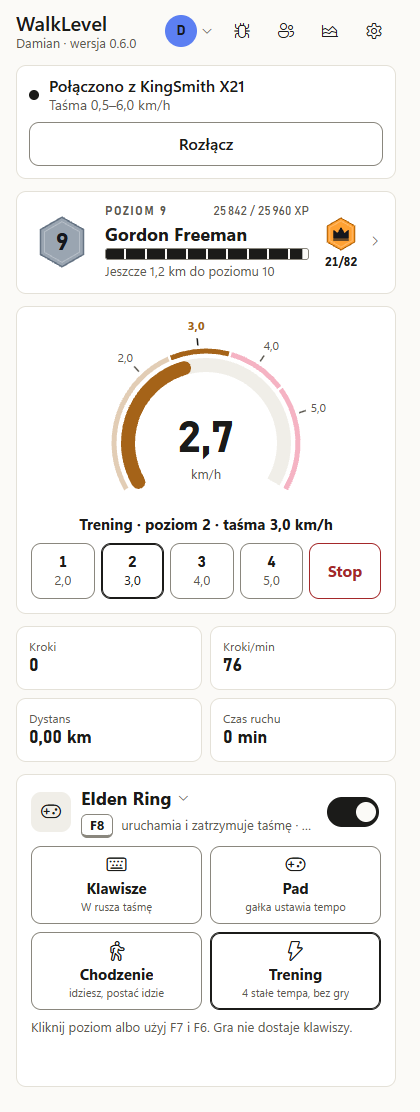 WalkLevel
Damian · wersja 0.6.0
D
Połączono z KingSmith X21
Taśma 0,5–6,0 km/h
Rozłącz
9
POZIOM 9
25 842 / 25 960 XP
Gordon Freeman
Jeszcze 1,2 km do poziomu 10
21/82
3,0
2,0
4,0
5,0
2,7
km/h
Trening · poziom 2 · taśma 3,0 km/h
1
2,0
2
3,0
3
4,0
4
5,0
Stop
Kroki
0
Kroki/min
76
Dystans
0,00 km
Czas ruchu
0 min
Elden Ring
F8 uruchamia i zatrzymuje taśmę · ...
Klawisze
W rusza taśmę
Pad
gałka ustawia tempo
Chodzenie
idziesz, postać idzie
Trening
4 stałe tempa, bez gry
Kliknij poziom albo użyj F7 i F6. Gra nie dostaje klawiszy.